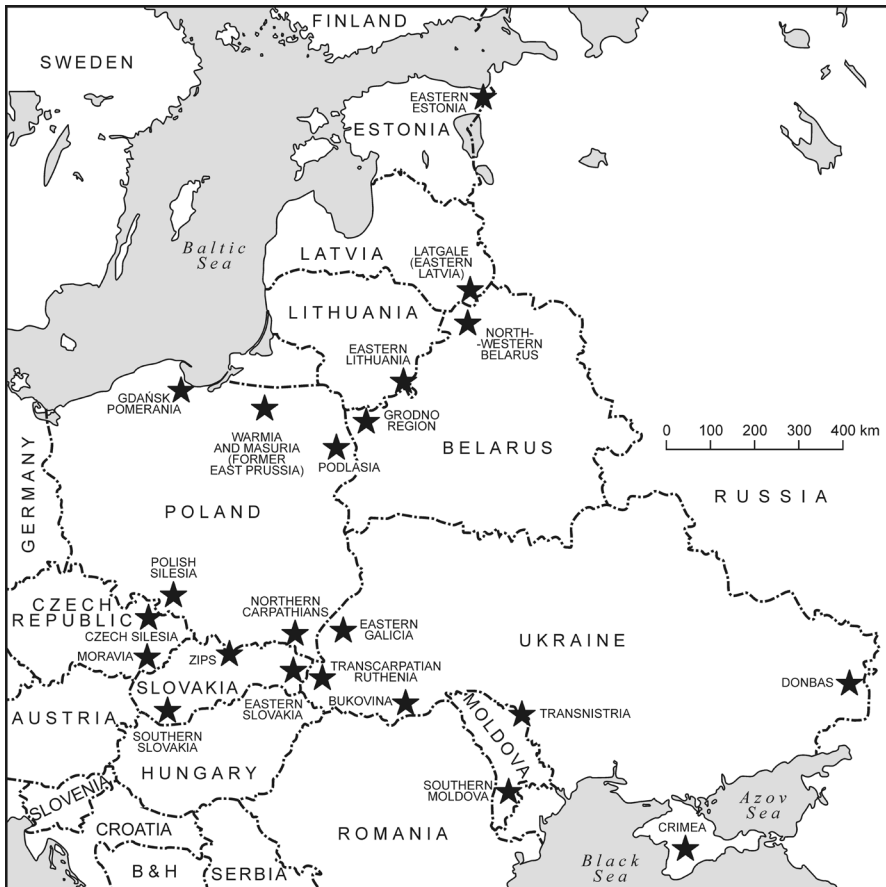 FINLAND
SWEDEN
EASTERN
ESTONIA
ESTONIA
Baltic
Sea
LATVIA
LATGALE
(EASTERN
LATVIA)
LITHUANIA
NORTH-
-WESTERN
BELARUS
EASTERN
LITHUANIA
GDAŃSK
POMERANIA
GRODNO
REGION
WARMIA
AND MASURIA
(FORMER
EAST PRUSSIA)
PODLASIA
BELARUS
0 100 200 300 400 km
GERMANY
RUSSIA
POLAND
POLISH
SILESIA
CZECH
REPUBLIC
CZECH SILESIA
NORTHERN
CARPATHIANS
EASTERN
GALICIA
UKRAINE
MORAVIA
ZIPS
TRANSCARPATIAN
RUTHENIA
SLOVAKIA
EASTERN
SLOVAKIA
BUKOVINA
DONBAS
AUSTRIA
SOUTHERN
SLOVAKIA
MOLDOVA
TRANSNISTRIA
HUNGARY
SOUTHERN
MOLDOVA
SLOVENIA
Azov
Sea
CROATIA
ROMANIA
CRIMEA
B&H
SERBIA
Black
Sea